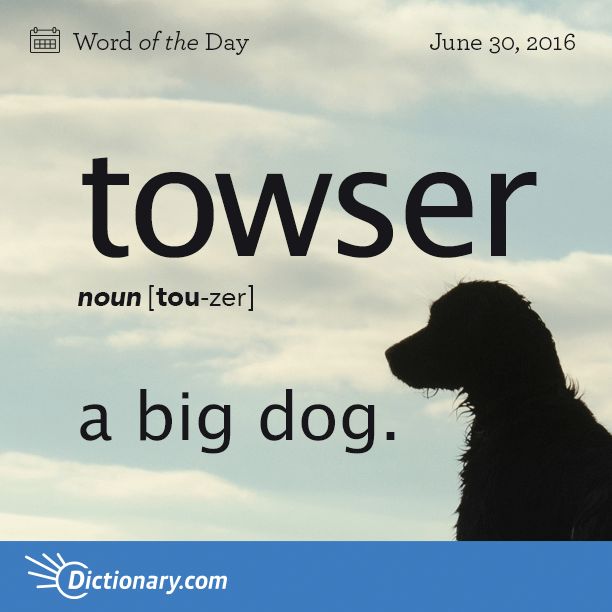 Word of the Day
June 30, 2016
towser
noun [tou-zer]
a big dog.
Dictionary.com